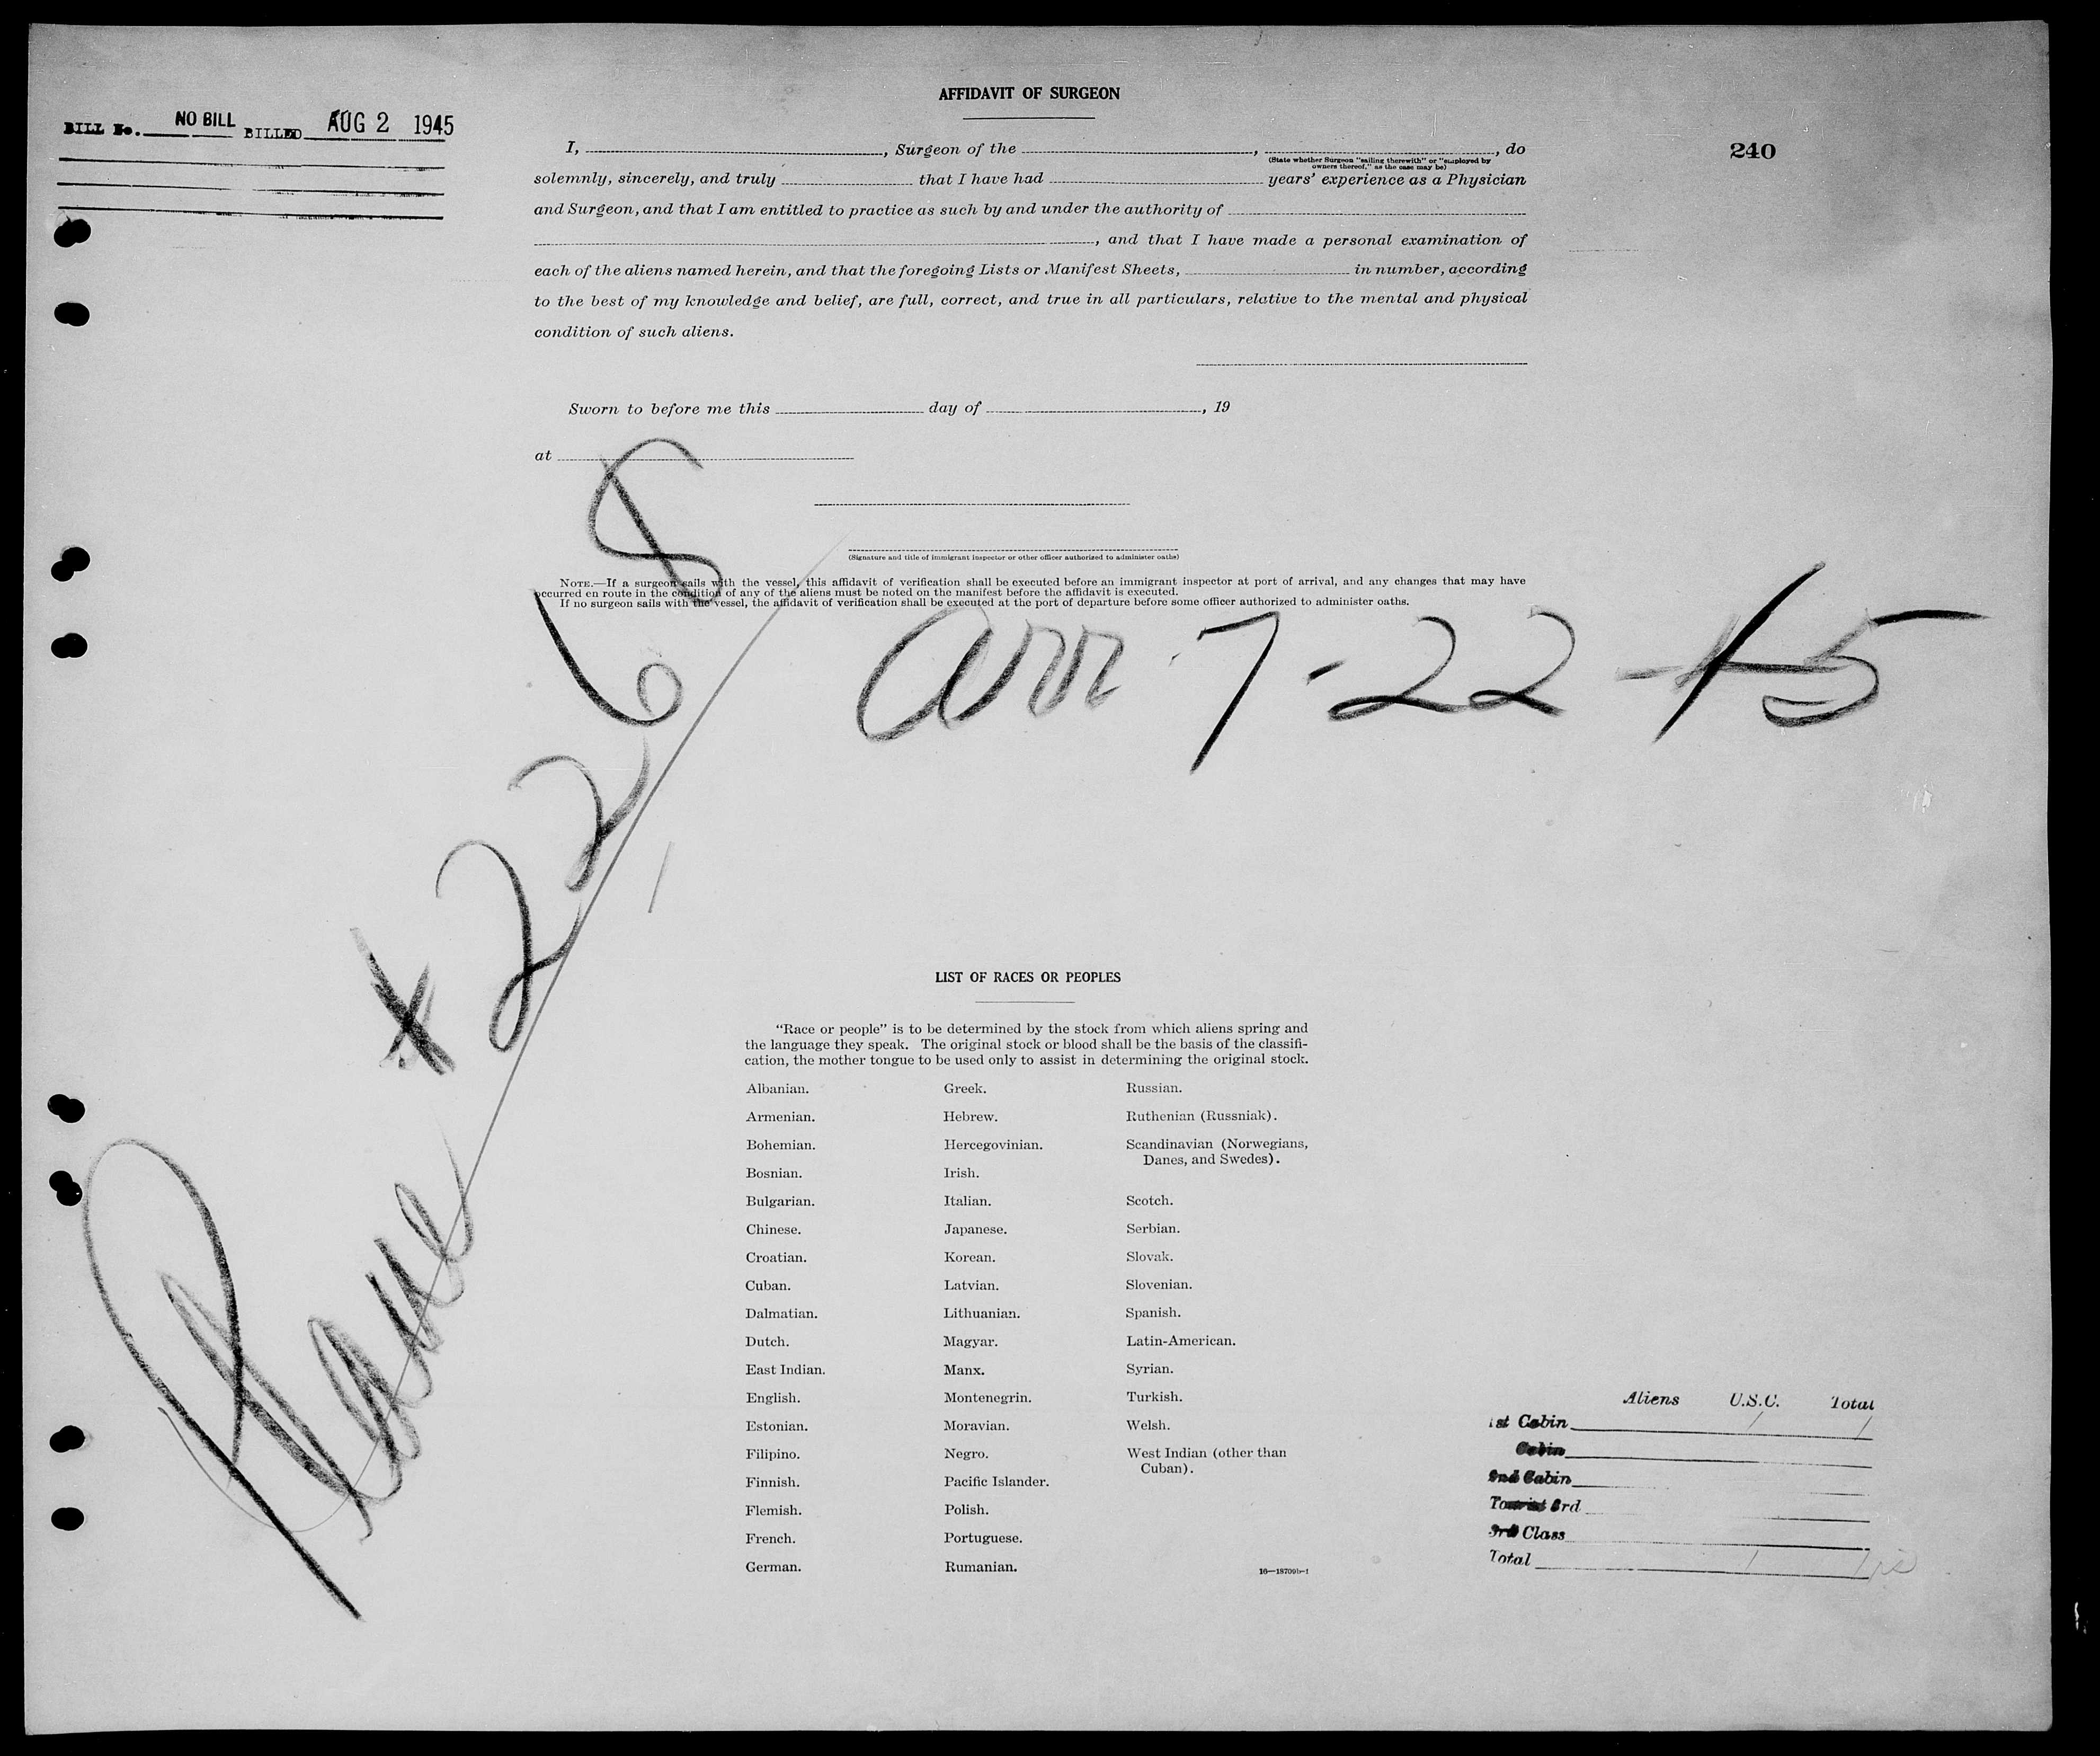 AFFIDAVIT OF SURGEON
BILL No. NO BILL BILLED AUG 2 1945
240
I, , Surgeon of the , , do
(State whether Surgeon "sailing therewith" or "employed by
owners thereof," as the case may be)
solemnly, sincerely, and truly that I have had years' experience as a Physician
and Surgeon, and that I am entitled to practice as such by and under the authority of
, and that I have made a personal examination of
each of the aliens named herein, and that the foregoing Lists or Manifest Sheets, in number, according
to the best of my knowledge and belief, are full, correct, and true in all particulars, relative to the mental and physical
condition of such aliens.
Sworn to before me this day of , 19
at
(Signature and title of immigrant inspector or other officer authorized to administer oaths)
NOTE.—If a surgeon sails with the vessel, this affidavit of verification shall be executed before an immigrant inspector at port of arrival, and any changes that may have
occurred en route in the condition of any of the aliens must be noted on the manifest before the affidavit is executed.
If no surgeon sails with the vessel, the affidavit of verification shall be executed at the port of departure before some officer authorized to administer oaths.
arr 7-22-45
Plane # 2268
LIST OF RACES OR PEOPLES
"Race or people" is to be determined by the stock from which aliens spring and
the language they speak. The original stock or blood shall be the basis of the classifi-
cation, the mother tongue to be used only to assist in determining the original stock.
Albanian.
Armenian.
Bohemian.
Bosnian.
Bulgarian.
Chinese.
Croatian.
Cuban.
Dalmatian.
Dutch.
East Indian.
English.
Estonian.
Filipino.
Finnish.
Flemish.
French.
German.
Greek.
Hebrew.
Hercegovinian.
Irish.
Italian.
Japanese.
Korean.
Latvian.
Lithuanian.
Magyar.
Manx.
Montenegrin.
Moravian.
Negro.
Pacific Islander.
Polish.
Portuguese.
Rumanian.
Russian.
Ruthenian (Russniak).
Scandinavian (Norwegians,
Danes, and Swedes).
Scotch.
Serbian.
Slovak.
Slovenian.
Spanish.
Latin-American.
Syrian.
Turkish.
Welsh.
West Indian (other than
Cuban).
Aliens U.S.C. Total
1st Cabin 1 1
Cabin
2nd Cabin
Tourist 3rd
3rd Class
Total 1 1